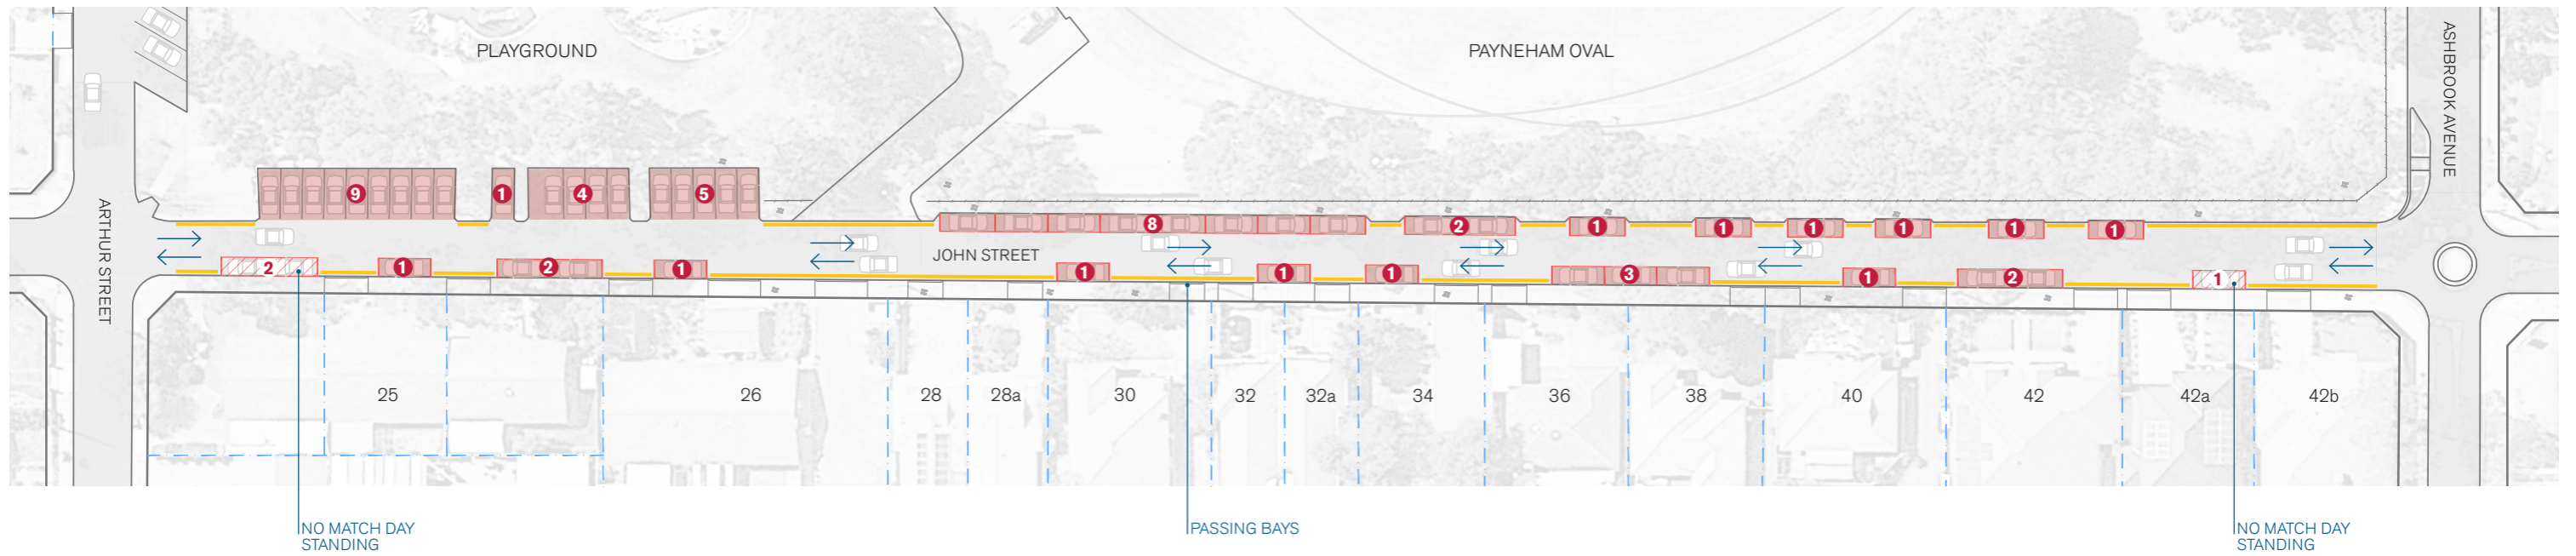 PLAYGROUND
PAYNEHAM OVAL
ASHBROOK AVENUE
9
1
4
5
ARTHUR STREET
8
2
1
1
1
1
1
1
JOHN STREET
2
1
2
1
1
1
1
3
1
2
1
25
26
28
28a
30
32
32a
34
36
38
40
42
42a
42b
NO MATCH DAY
STANDING
PASSING BAYS
NO MATCH DAY
STANDING